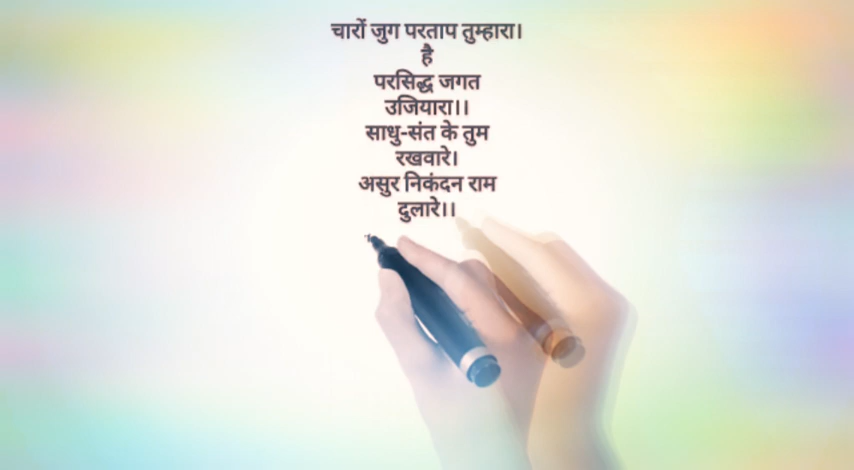 चारों जुग परताप तुम्हारा।
है
परसिद्ध जगत
उजियारा।।
साधु-संत के तुम
रखवारे।
असुर निकंदन राम
दुलारे।।